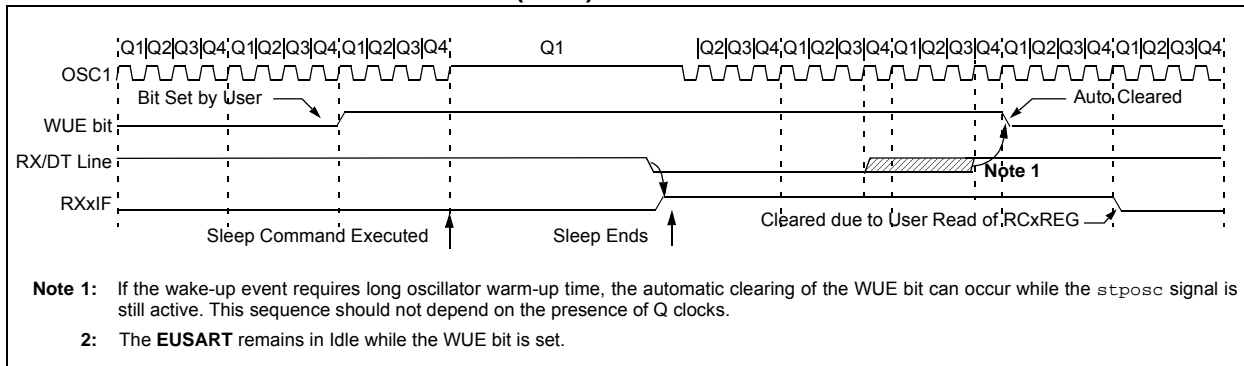 Q1|Q2|Q3|Q4 Q1|Q2|Q3|Q4 Q1|Q2|Q3|Q4 Q1 Q2|Q3|Q4 Q1|Q2|Q3 Q4 Q1|Q2|Q3 Q4 Q1|Q2|Q3|Q4 Q1|Q2|Q3|Q4
OSC1
Bit Set by User Auto Cleared
WUE bit
RX/DT Line
Note 1
RXxIF
Cleared due to User Read of RCxREG
Sleep Command Executed Sleep Ends
Note 1: If the wake-up event requires long oscillator warm-up time, the automatic clearing of the WUE bit can occur while the stposc signal is
still active. This sequence should not depend on the presence of Q clocks.
2: The EUSART remains in Idle while the WUE bit is set.